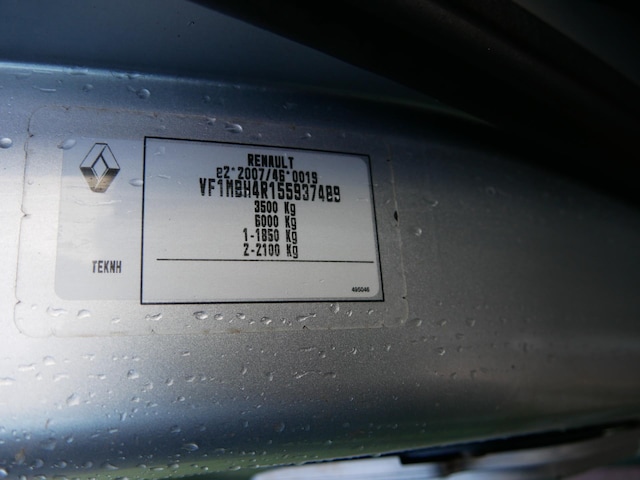 RENAULT
e2*2007/46*0019
VF1MBH4R155937489
3500 Kg
6000 Kg
1-1850 Kg
2-2100 Kg
TEKNH
495046